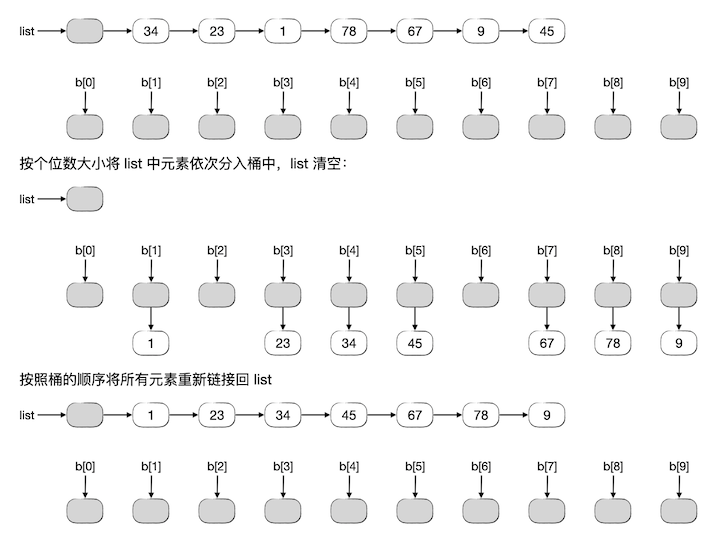 list 34 23 1 78 67 9 45
b[0] b[1] b[2] b[3] b[4] b[5] b[6] b[7] b[8] b[9]
按个位数大小将 list 中元素依次分入桶中，list 清空：
list
b[0] b[1] b[2] b[3] b[4] b[5] b[6] b[7] b[8] b[9]
1 23 34 45 67 78 9
按照桶的顺序将所有元素重新链接回 list
list 1 23 34 45 67 78 9
b[0] b[1] b[2] b[3] b[4] b[5] b[6] b[7] b[8] b[9]